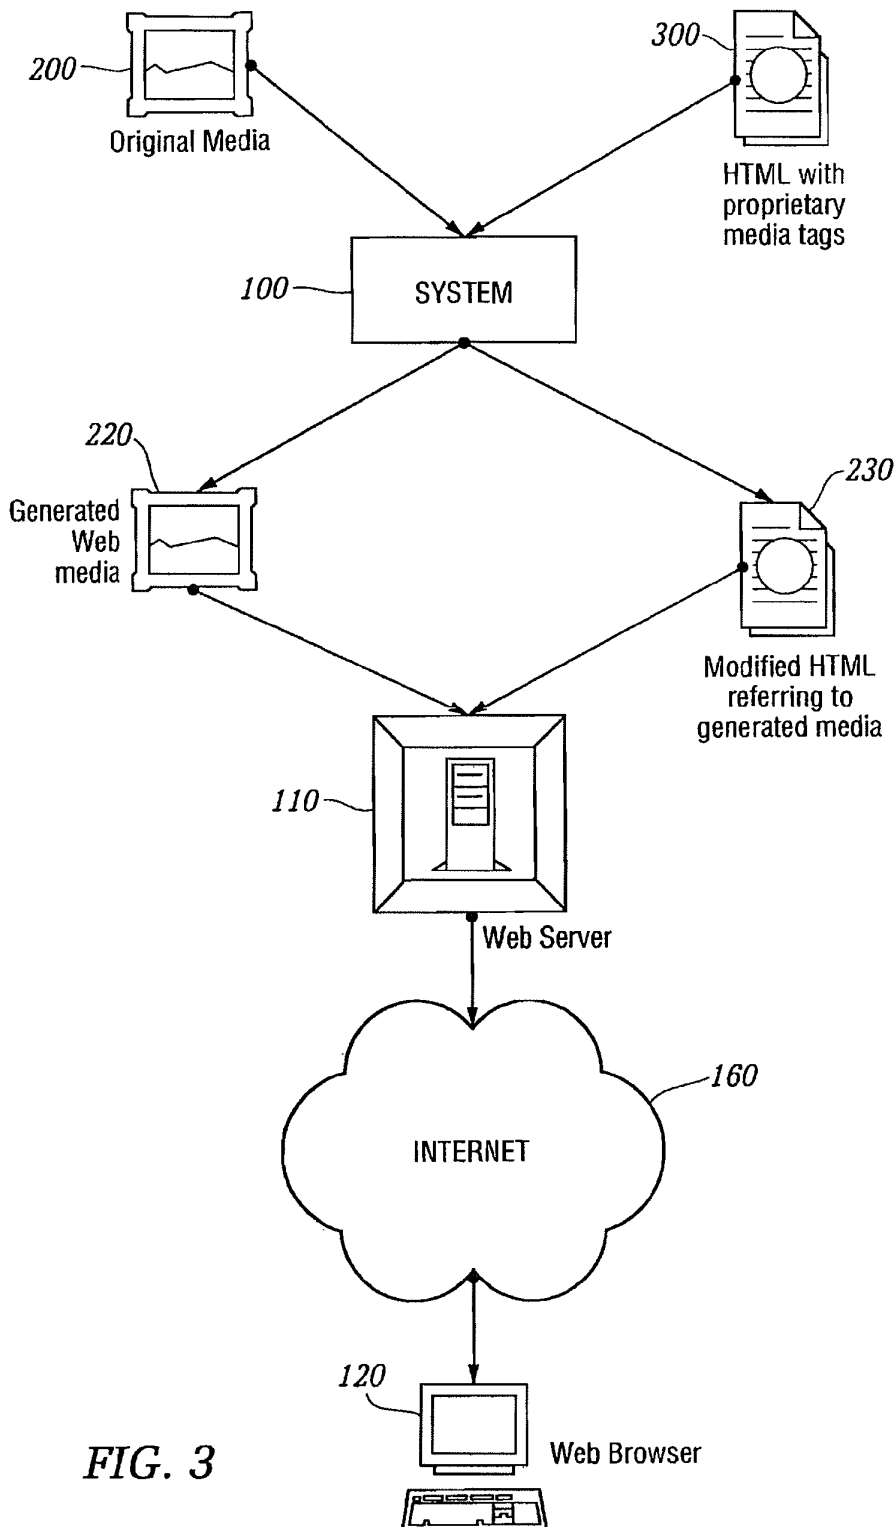 200
Original Media
300
HTML with
proprietary
media tags
100
SYSTEM
220
Generated
Web
media
230
Modified HTML
referring to
generated media
110
Web Server
160
INTERNET
120
Web Browser
FIG. 3